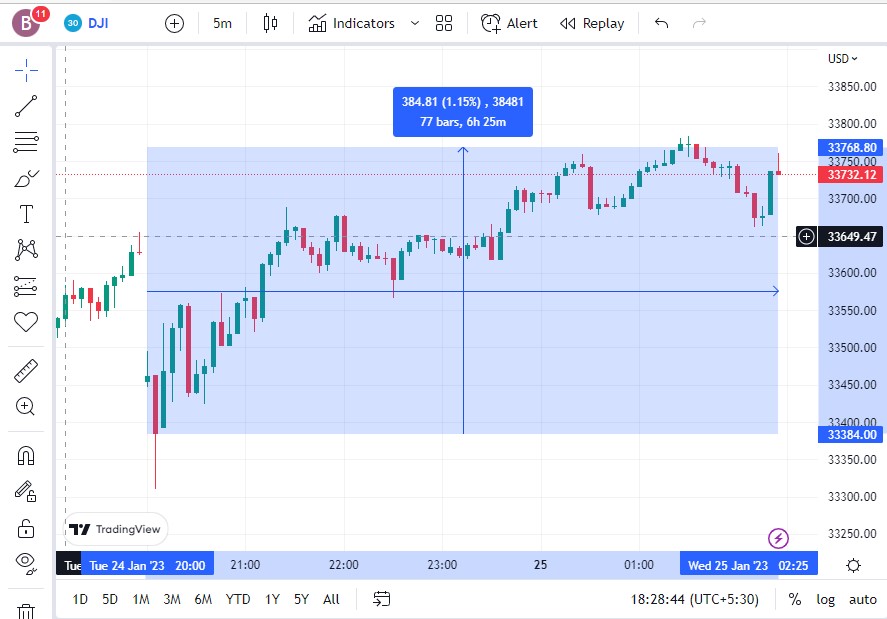 B 11 30 DJI 5m Indicators Alert Replay
USD
384.81 (1.15%) , 38481
77 bars, 6h 25m
33850.00
33800.00
33768.80
33750.00
33732.12
33700.00
33649.47
33600.00
33550.00
33500.00
33450.00
33400.00
33384.00
33350.00
33300.00
33250.00
T
TradingView
Tue Tue 24 Jan '23 20:00 21:00 22:00 23:00 25 01:00 Wed 25 Jan '23 02:25
1D 5D 1M 3M 6M YTD 1Y 5Y All 18:28:44 (UTC+5:30) % log auto